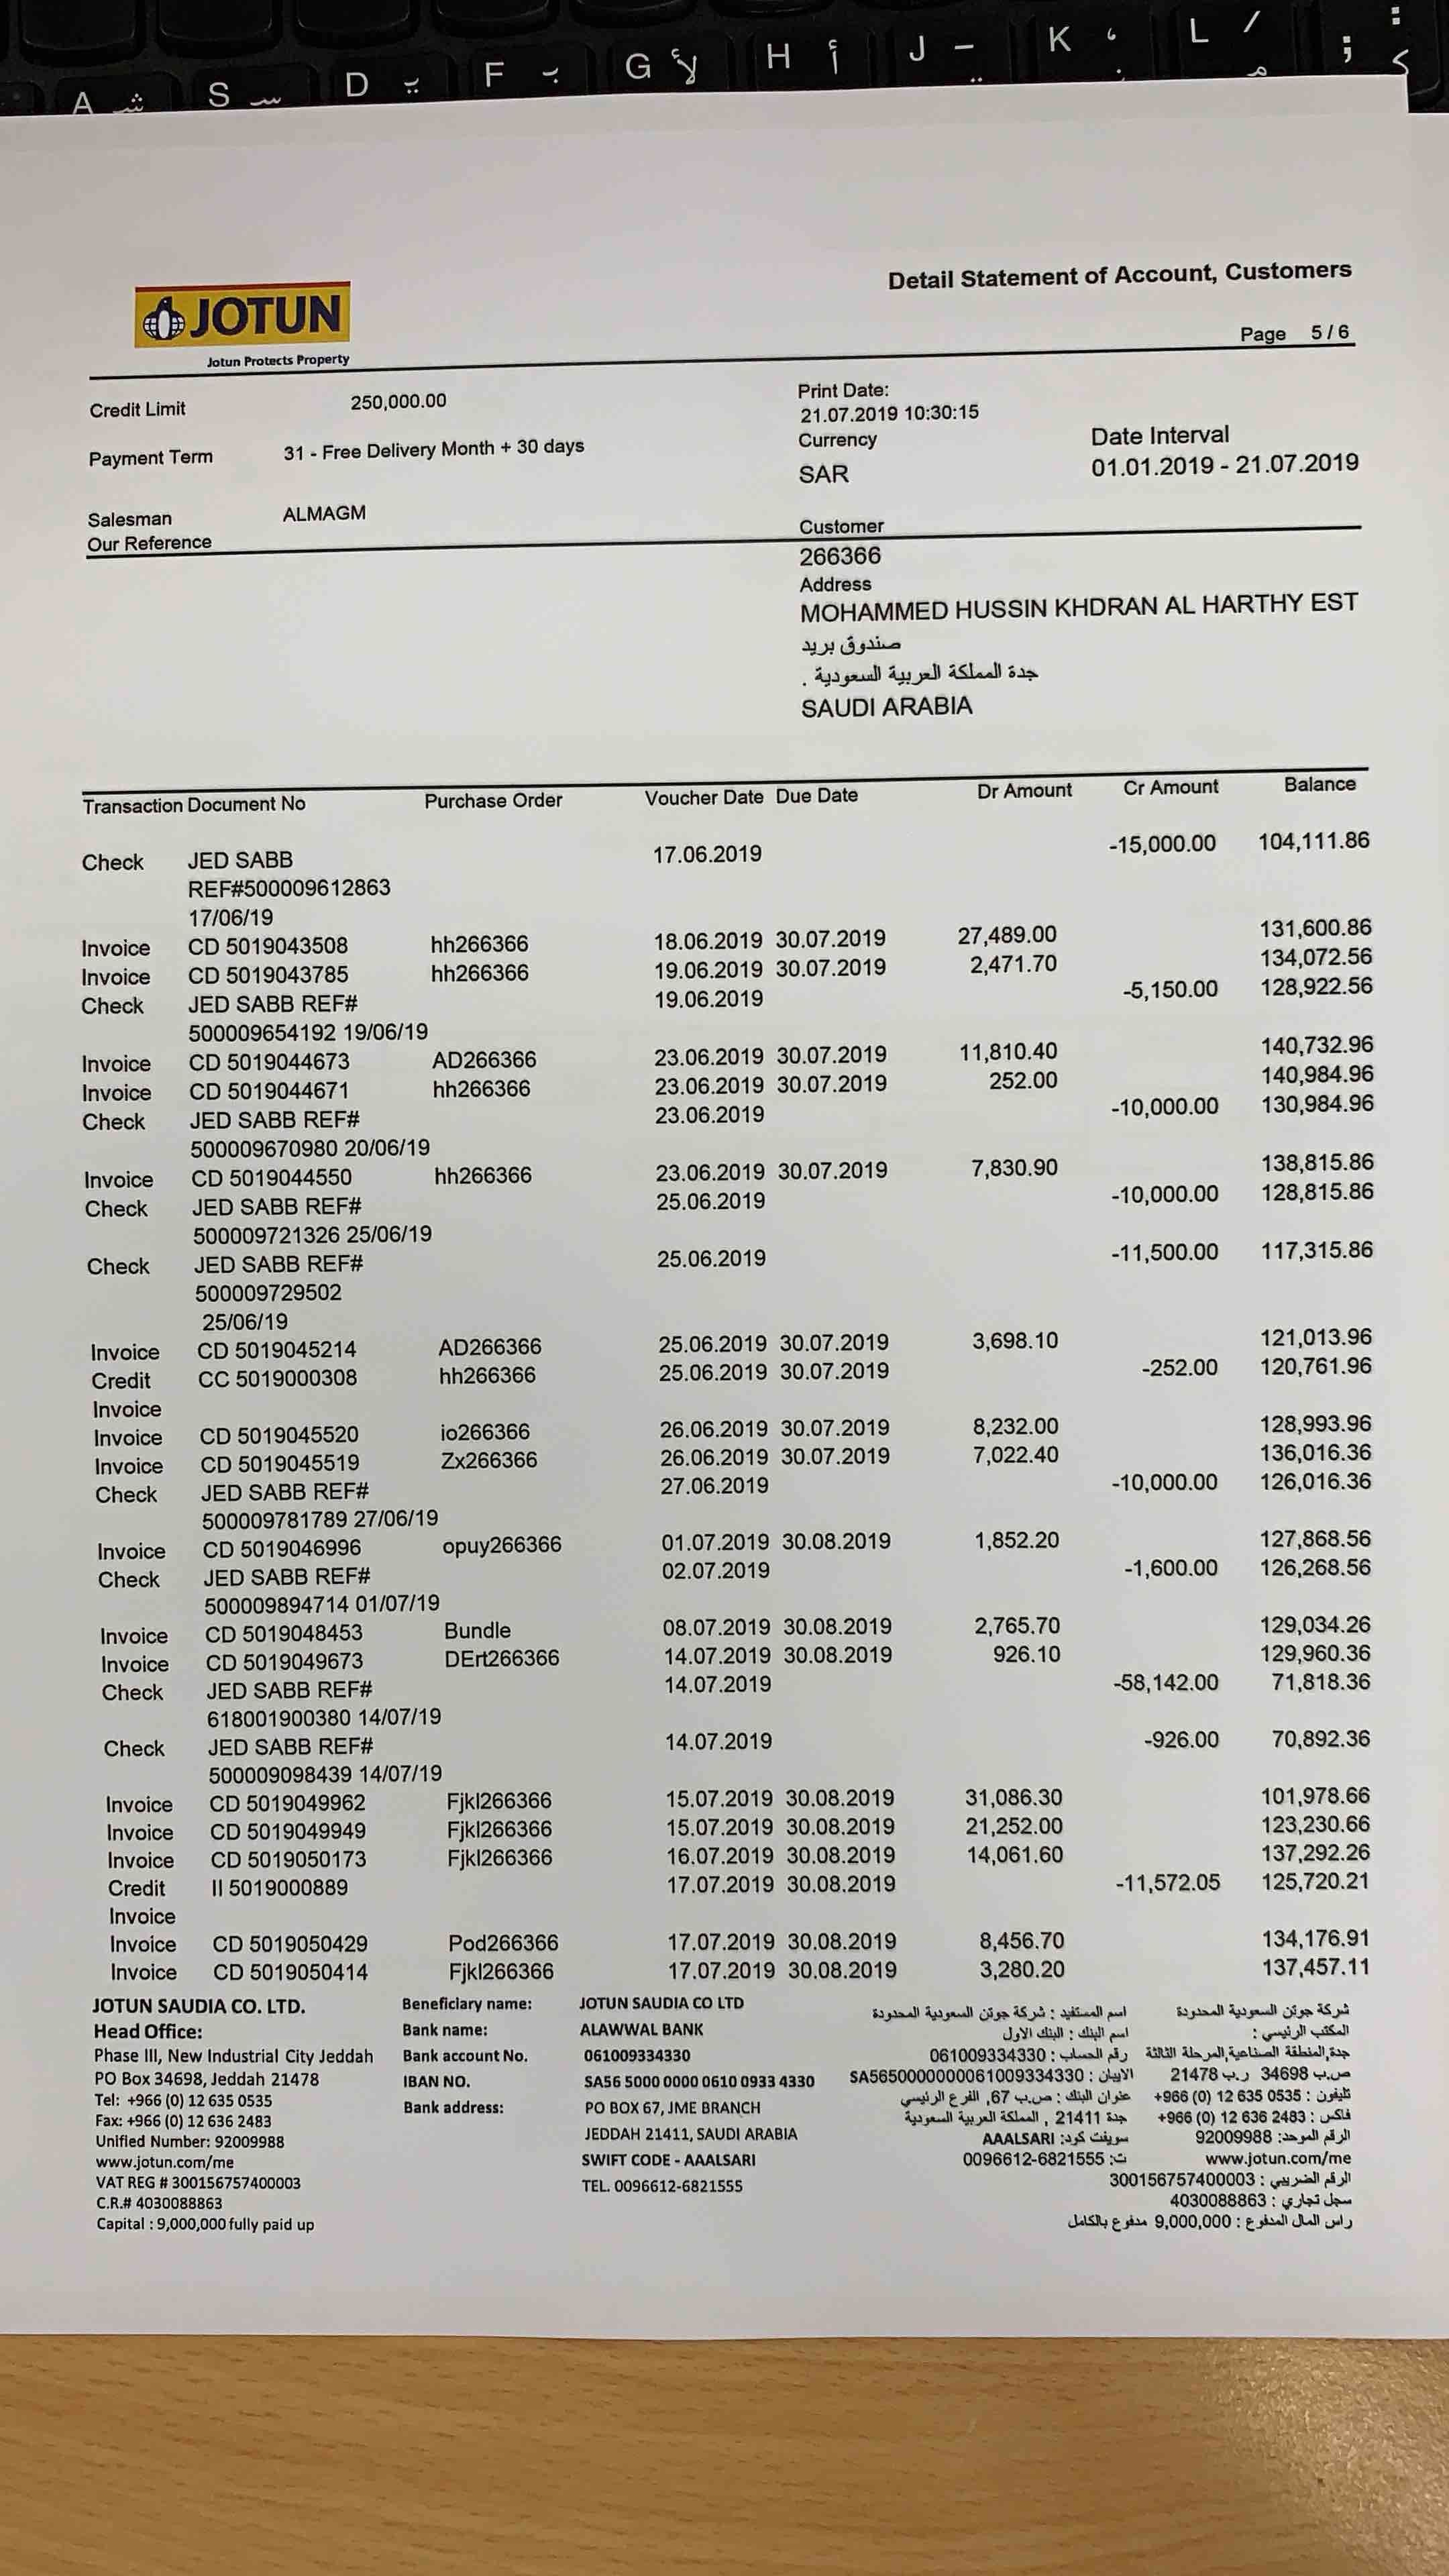 A ش S س D ي F ب G لا H أ J ـ K ، L / : ;
JOTUN
Jotun Protects Property
Detail Statement of Account, Customers
Page 5 / 6
Credit Limit 250,000.00
Payment Term 31 - Free Delivery Month + 30 days
Salesman ALMAGM
Our Reference
Print Date:
21.07.2019 10:30:15
Currency
SAR
Date Interval
01.01.2019 - 21.07.2019
Customer
266366
Address
MOHAMMED HUSSIN KHDRAN AL HARTHY EST
صندوق بريد
جدة المملكة العربية السعودية .
SAUDI ARABIA
Transaction Document No Purchase Order Voucher Date Due Date Dr Amount Cr Amount Balance
Check JED SABB 17.06.2019 -15,000.00 104,111.86
REF#500009612863
17/06/19
Invoice CD 5019043508 hh266366 18.06.2019 30.07.2019 27,489.00 131,600.86
Invoice CD 5019043785 hh266366 19.06.2019 30.07.2019 2,471.70 134,072.56
Check JED SABB REF# 19.06.2019 -5,150.00 128,922.56
500009654192 19/06/19
Invoice CD 5019044673 AD266366 23.06.2019 30.07.2019 11,810.40 140,732.96
Invoice CD 5019044671 hh266366 23.06.2019 30.07.2019 252.00 140,984.96
Check JED SABB REF# 23.06.2019 -10,000.00 130,984.96
500009670980 20/06/19
Invoice CD 5019044550 hh266366 23.06.2019 30.07.2019 7,830.90 138,815.86
Check JED SABB REF# 25.06.2019 -10,000.00 128,815.86
500009721326 25/06/19
Check JED SABB REF# 25.06.2019 -11,500.00 117,315.86
500009729502
25/06/19
Invoice CD 5019045214 AD266366 25.06.2019 30.07.2019 3,698.10 121,013.96
Credit CC 5019000308 hh266366 25.06.2019 30.07.2019 -252.00 120,761.96
Invoice
Invoice CD 5019045520 io266366 26.06.2019 30.07.2019 8,232.00 128,993.96
Invoice CD 5019045519 Zx266366 26.06.2019 30.07.2019 7,022.40 136,016.36
Check JED SABB REF# 27.06.2019 -10,000.00 126,016.36
500009781789 27/06/19
Invoice CD 5019046996 opuy266366 01.07.2019 30.08.2019 1,852.20 127,868.56
Check JED SABB REF# 02.07.2019 -1,600.00 126,268.56
500009894714 01/07/19
Invoice CD 5019048453 Bundle 08.07.2019 30.08.2019 2,765.70 129,034.26
Invoice CD 5019049673 DErt266366 14.07.2019 30.08.2019 926.10 129,960.36
Check JED SABB REF# 14.07.2019 -58,142.00 71,818.36
618001900380 14/07/19
Check JED SABB REF# 14.07.2019 -926.00 70,892.36
500009098439 14/07/19
Invoice CD 5019049962 Fjkl266366 15.07.2019 30.08.2019 31,086.30 101,978.66
Invoice CD 5019049949 Fjkl266366 15.07.2019 30.08.2019 21,252.00 123,230.66
Invoice CD 5019050173 Fjkl266366 16.07.2019 30.08.2019 14,061.60 137,292.26
Credit II 5019000889 17.07.2019 30.08.2019 -11,572.05 125,720.21
Invoice
Invoice CD 5019050429 Pod266366 17.07.2019 30.08.2019 8,456.70 134,176.91
Invoice CD 5019050414 Fjkl266366 17.07.2019 30.08.2019 3,280.20 137,457.11
JOTUN SAUDIA CO. LTD.
Head Office:
Phase III, New Industrial City Jeddah
PO Box 34698, Jeddah 21478
Tel: +966 (0) 12 635 0535
Fax: +966 (0) 12 636 2483
Unified Number: 92009988
www.jotun.com/me
VAT REG # 300156757400003
C.R.# 4030088863
Capital : 9,000,000 fully paid up
Beneficiary name: JOTUN SAUDIA CO LTD
Bank name: ALAWWAL BANK
Bank account No. 061009334330
IBAN NO. SA56 5000 0000 0610 0933 4330
Bank address: PO BOX 67, JME BRANCH
JEDDAH 21411, SAUDI ARABIA
SWIFT CODE - AAALSARI
TEL. 0096612-6821555
اسم المستفيد : شركة جوتن السعودية المحدودة
اسم البنك : البنك الاول
رقم الحساب : 061009334330
الايبان : SA5650000000061009334330
عنوان البنك : ص.ب 67, الفرع الرئيسي
جدة 21411 , المملكة العربية السعودية
سويفت كود: AAALSARI
ت: 0096612-6821555
شركة جوتن السعودية المحدودة
المكتب الرئيسي :
جدة,المنطقة الصناعية,المرحلة الثالثة
ص.ب 34698 ر.ب 21478
تليفون : +966 (0) 12 635 0535
فاكس : +966 (0) 12 636 2483
الرقم الموحد: 92009988
www.jotun.com/me
الرقم الضريبي : 300156757400003
سجل تجاري : 4030088863
راس المال المدفوع : 9,000,000 مدفوع بالكامل